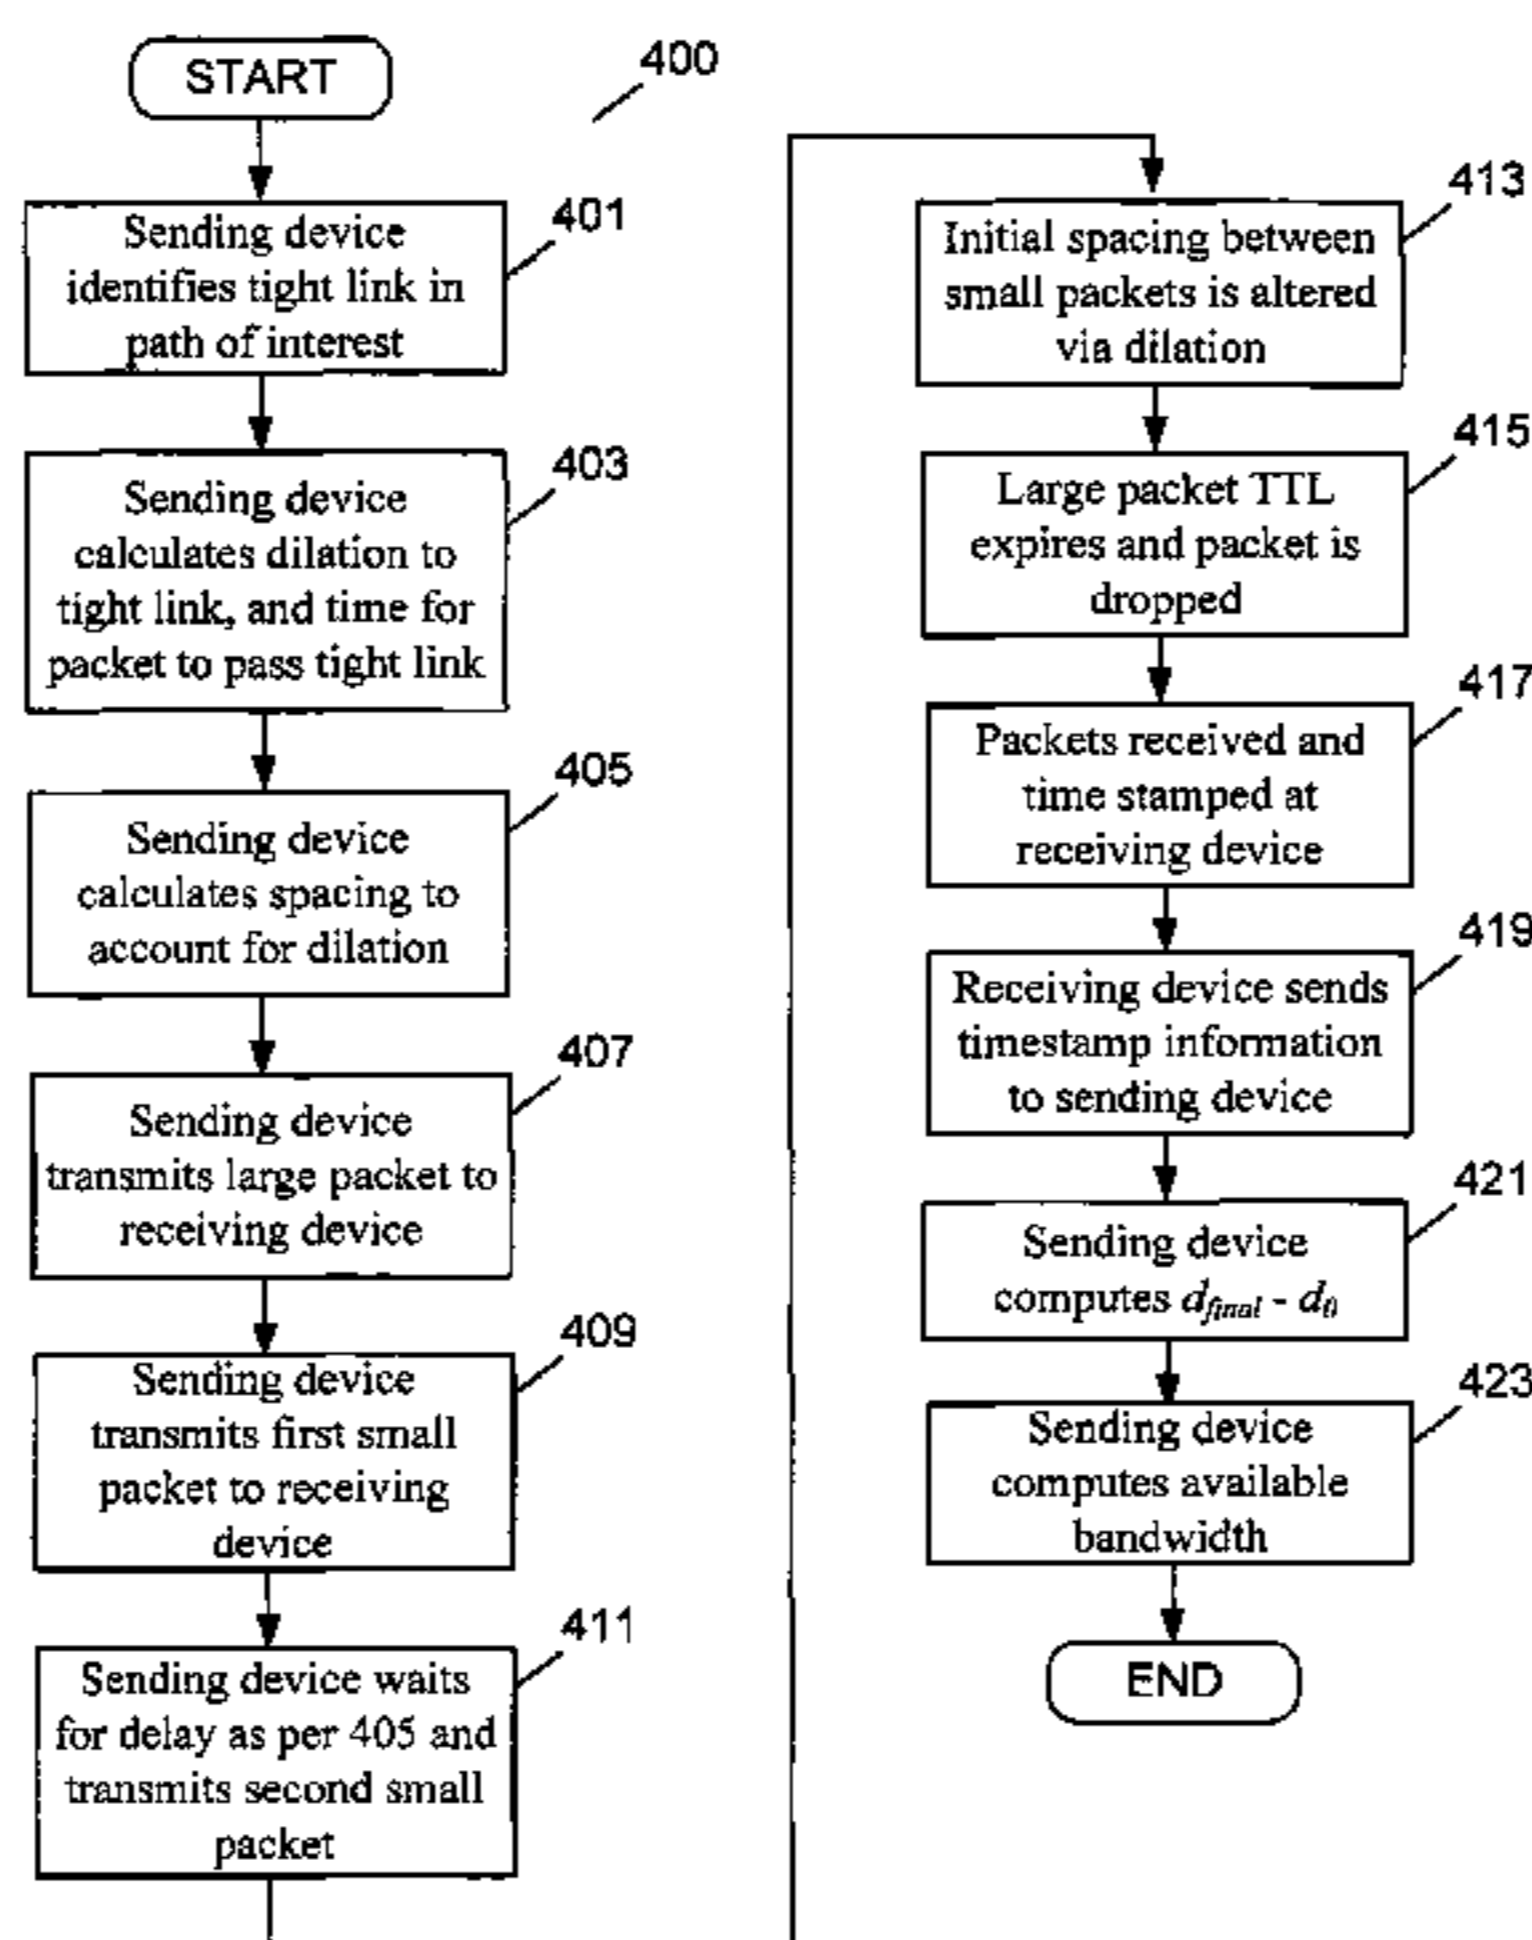 START
400
401
Sending device
identifies tight link in
path of interest
403
Sending device
calculates dilation to
tight link, and time for
packet to pass tight link
405
Sending device
calculates spacing to
account for dilation
407
Sending device
transmits large packet to
receiving device
409
Sending device
transmits first small
packet to receiving
device
411
Sending device waits
for delay as per 405 and
transmits second small
packet
413
Initial spacing between
small packets is altered
via dilation
415
Large packet TTL
expires and packet is
dropped
417
Packets received and
time stamped at
receiving device
419
Receiving device sends
timestamp information
to sending device
421
Sending device
computes d_final - d_t0
423
Sending device
computes available
bandwidth
END